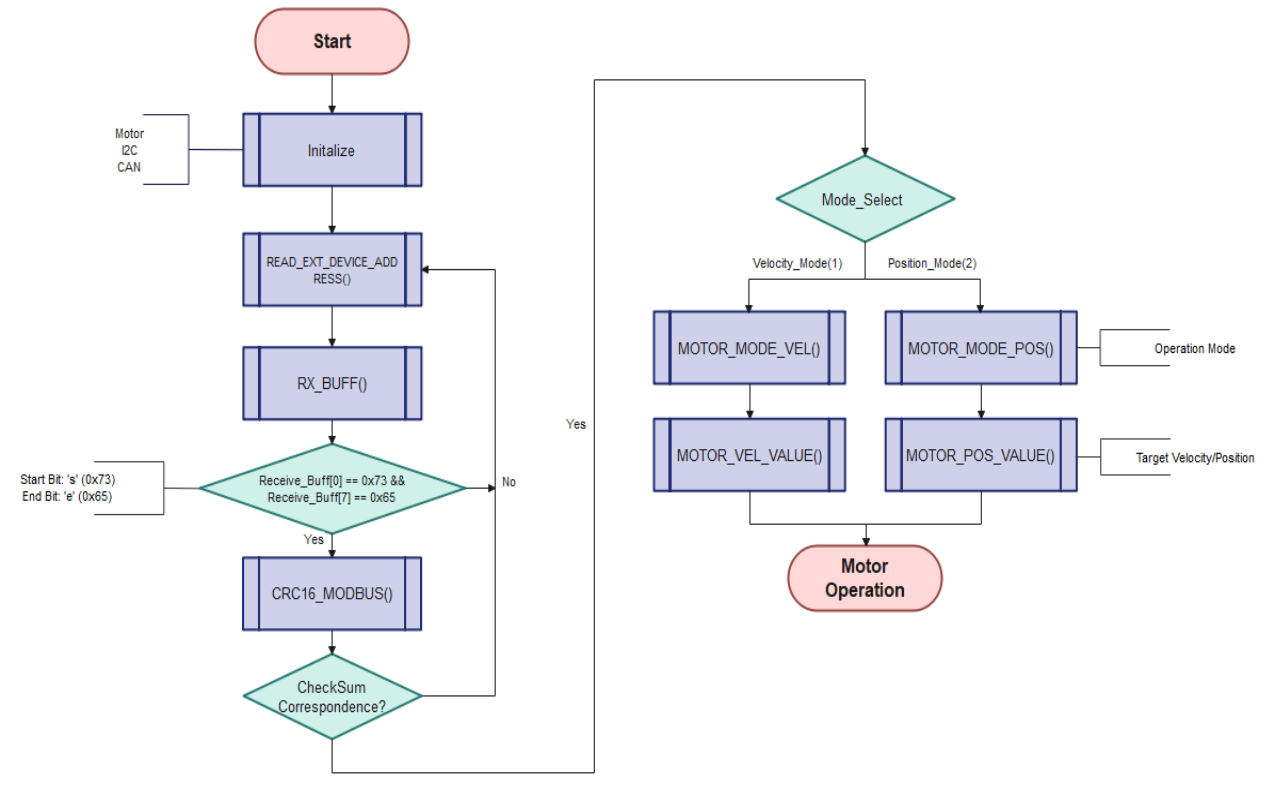 Start
Motor
I2C
CAN
Initalize
READ_EXT_DEVICE_ADD
RESS()
RX_BUFF()
Start Bit: 's' (0x73)
End Bit: 'e' (0x65)
Receive_Buff[0] == 0x73 &&
Receive_Buff[7] == 0x65
No
Yes
CRC16_MODBUS()
CheckSum
Correspondence?
Yes
Mode_Select
Velocity_Mode(1)
Position_Mode(2)
MOTOR_MODE_VEL()
MOTOR_MODE_POS()
Operation Mode
MOTOR_VEL_VALUE()
MOTOR_POS_VALUE()
Target Velocity/Position
Motor
Operation